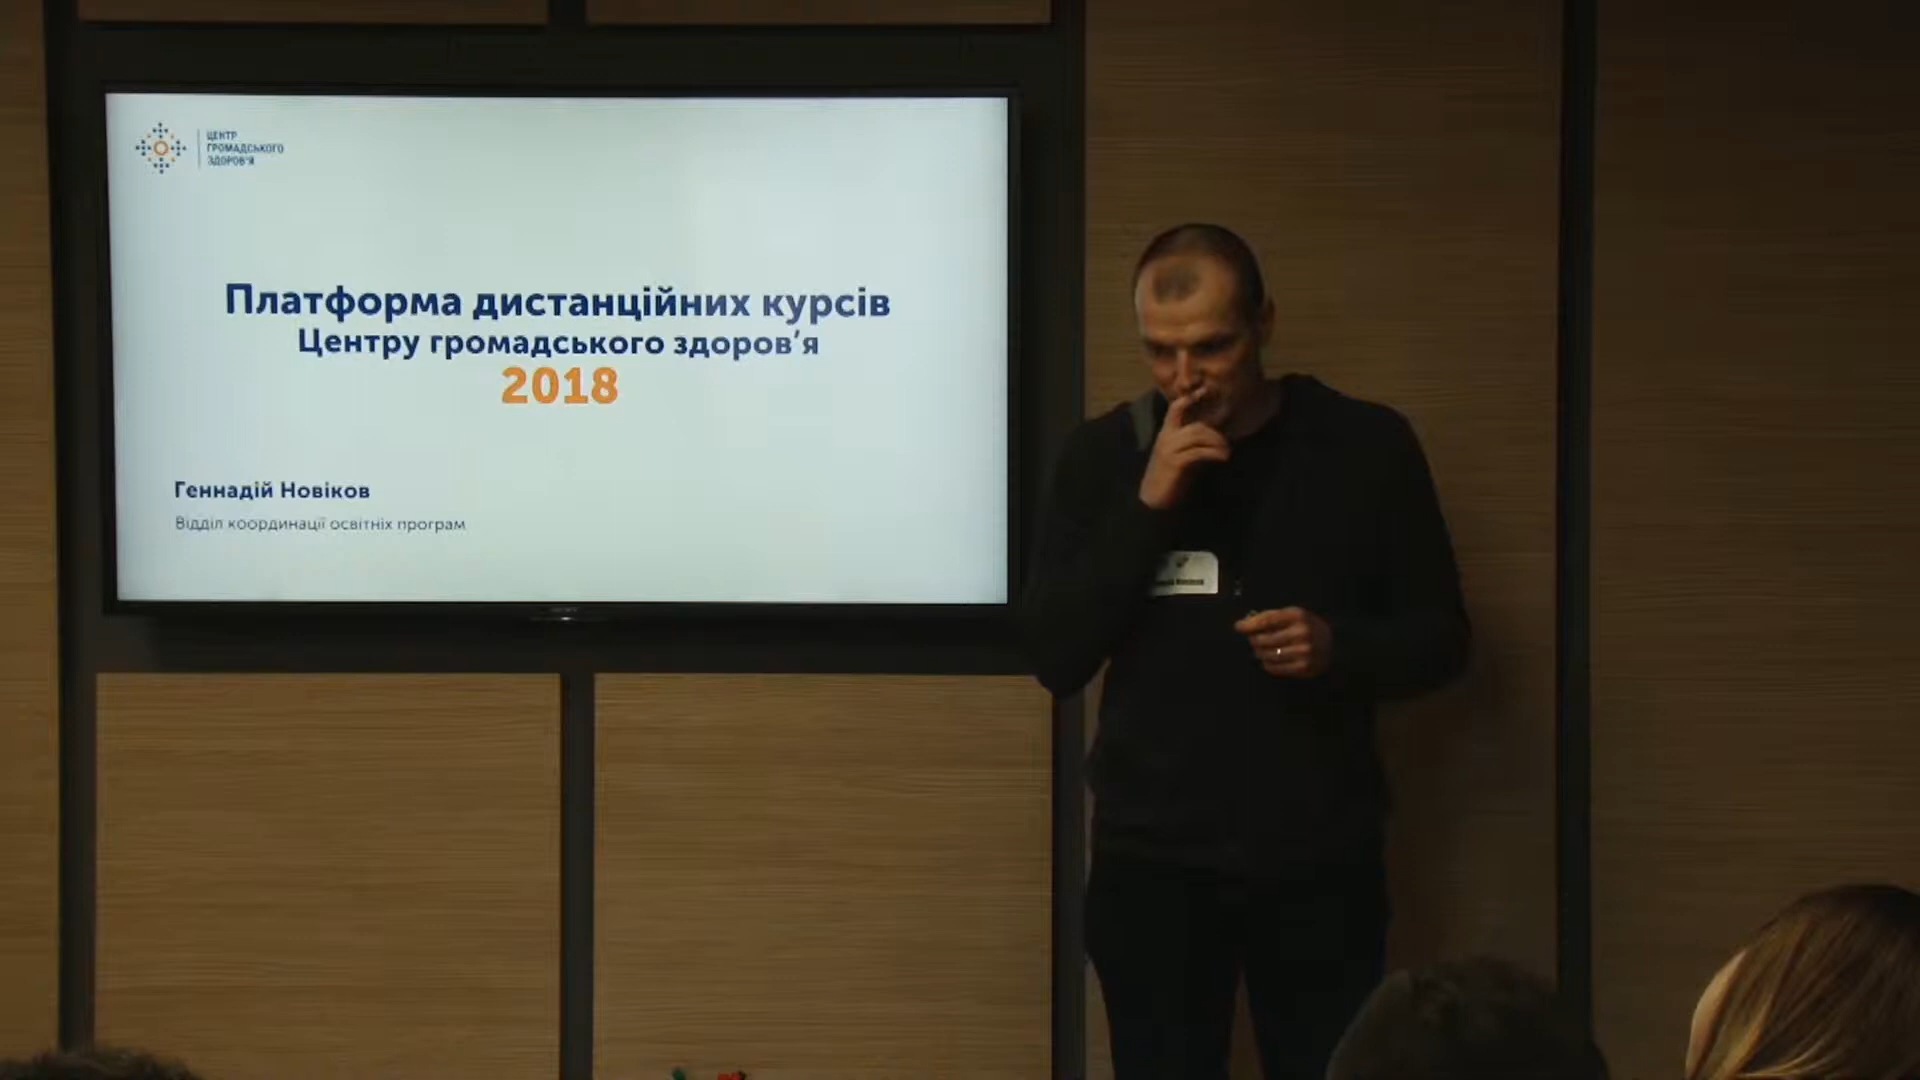 ЦЕНТР
ГРОМАДСЬКОГО
ЗДОРОВ'Я
Платформа дистанційних курсів
Центру громадського здоров’я
2018
Геннадій Новіков
Відділ координації освітніх програм